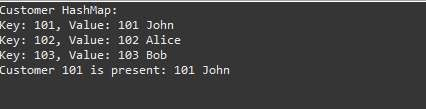 Customer HashMap:
Key: 101, Value: 101 John
Key: 102, Value: 102 Alice
Key: 103, Value: 103 Bob
Customer 101 is present: 101 John